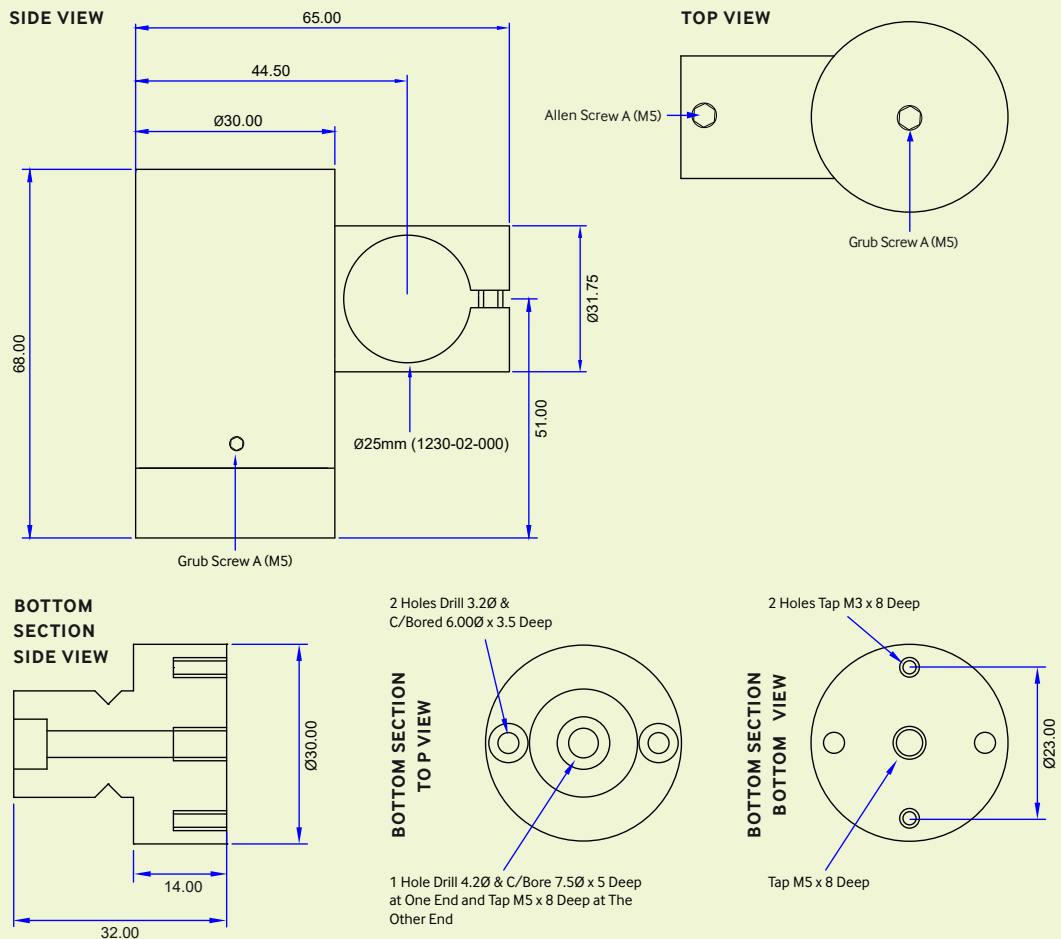 SIDE VIEW
65.00
44.50
Ø30.00
68.00
Ø31.75
51.00
Ø25mm (1230-02-000)
Grub Screw A (M5)
TOP VIEW
Allen Screw A (M5)
Grub Screw A (M5)
BOTTOM
SECTION
SIDE VIEW
Ø30.00
14.00
32.00
2 Holes Drill 3.2Ø &
C/Bored 6.00Ø x 3.5 Deep
BOTTOM SECTION
TO P VIEW
1 Hole Drill 4.2Ø & C/Bore 7.5Ø x 5 Deep
at One End and Tap M5 x 8 Deep at The
Other End
2 Holes Tap M3 x 8 Deep
BOTTOM SECTION
BOTTOM VIEW
Ø23.00
Tap M5 x 8 Deep